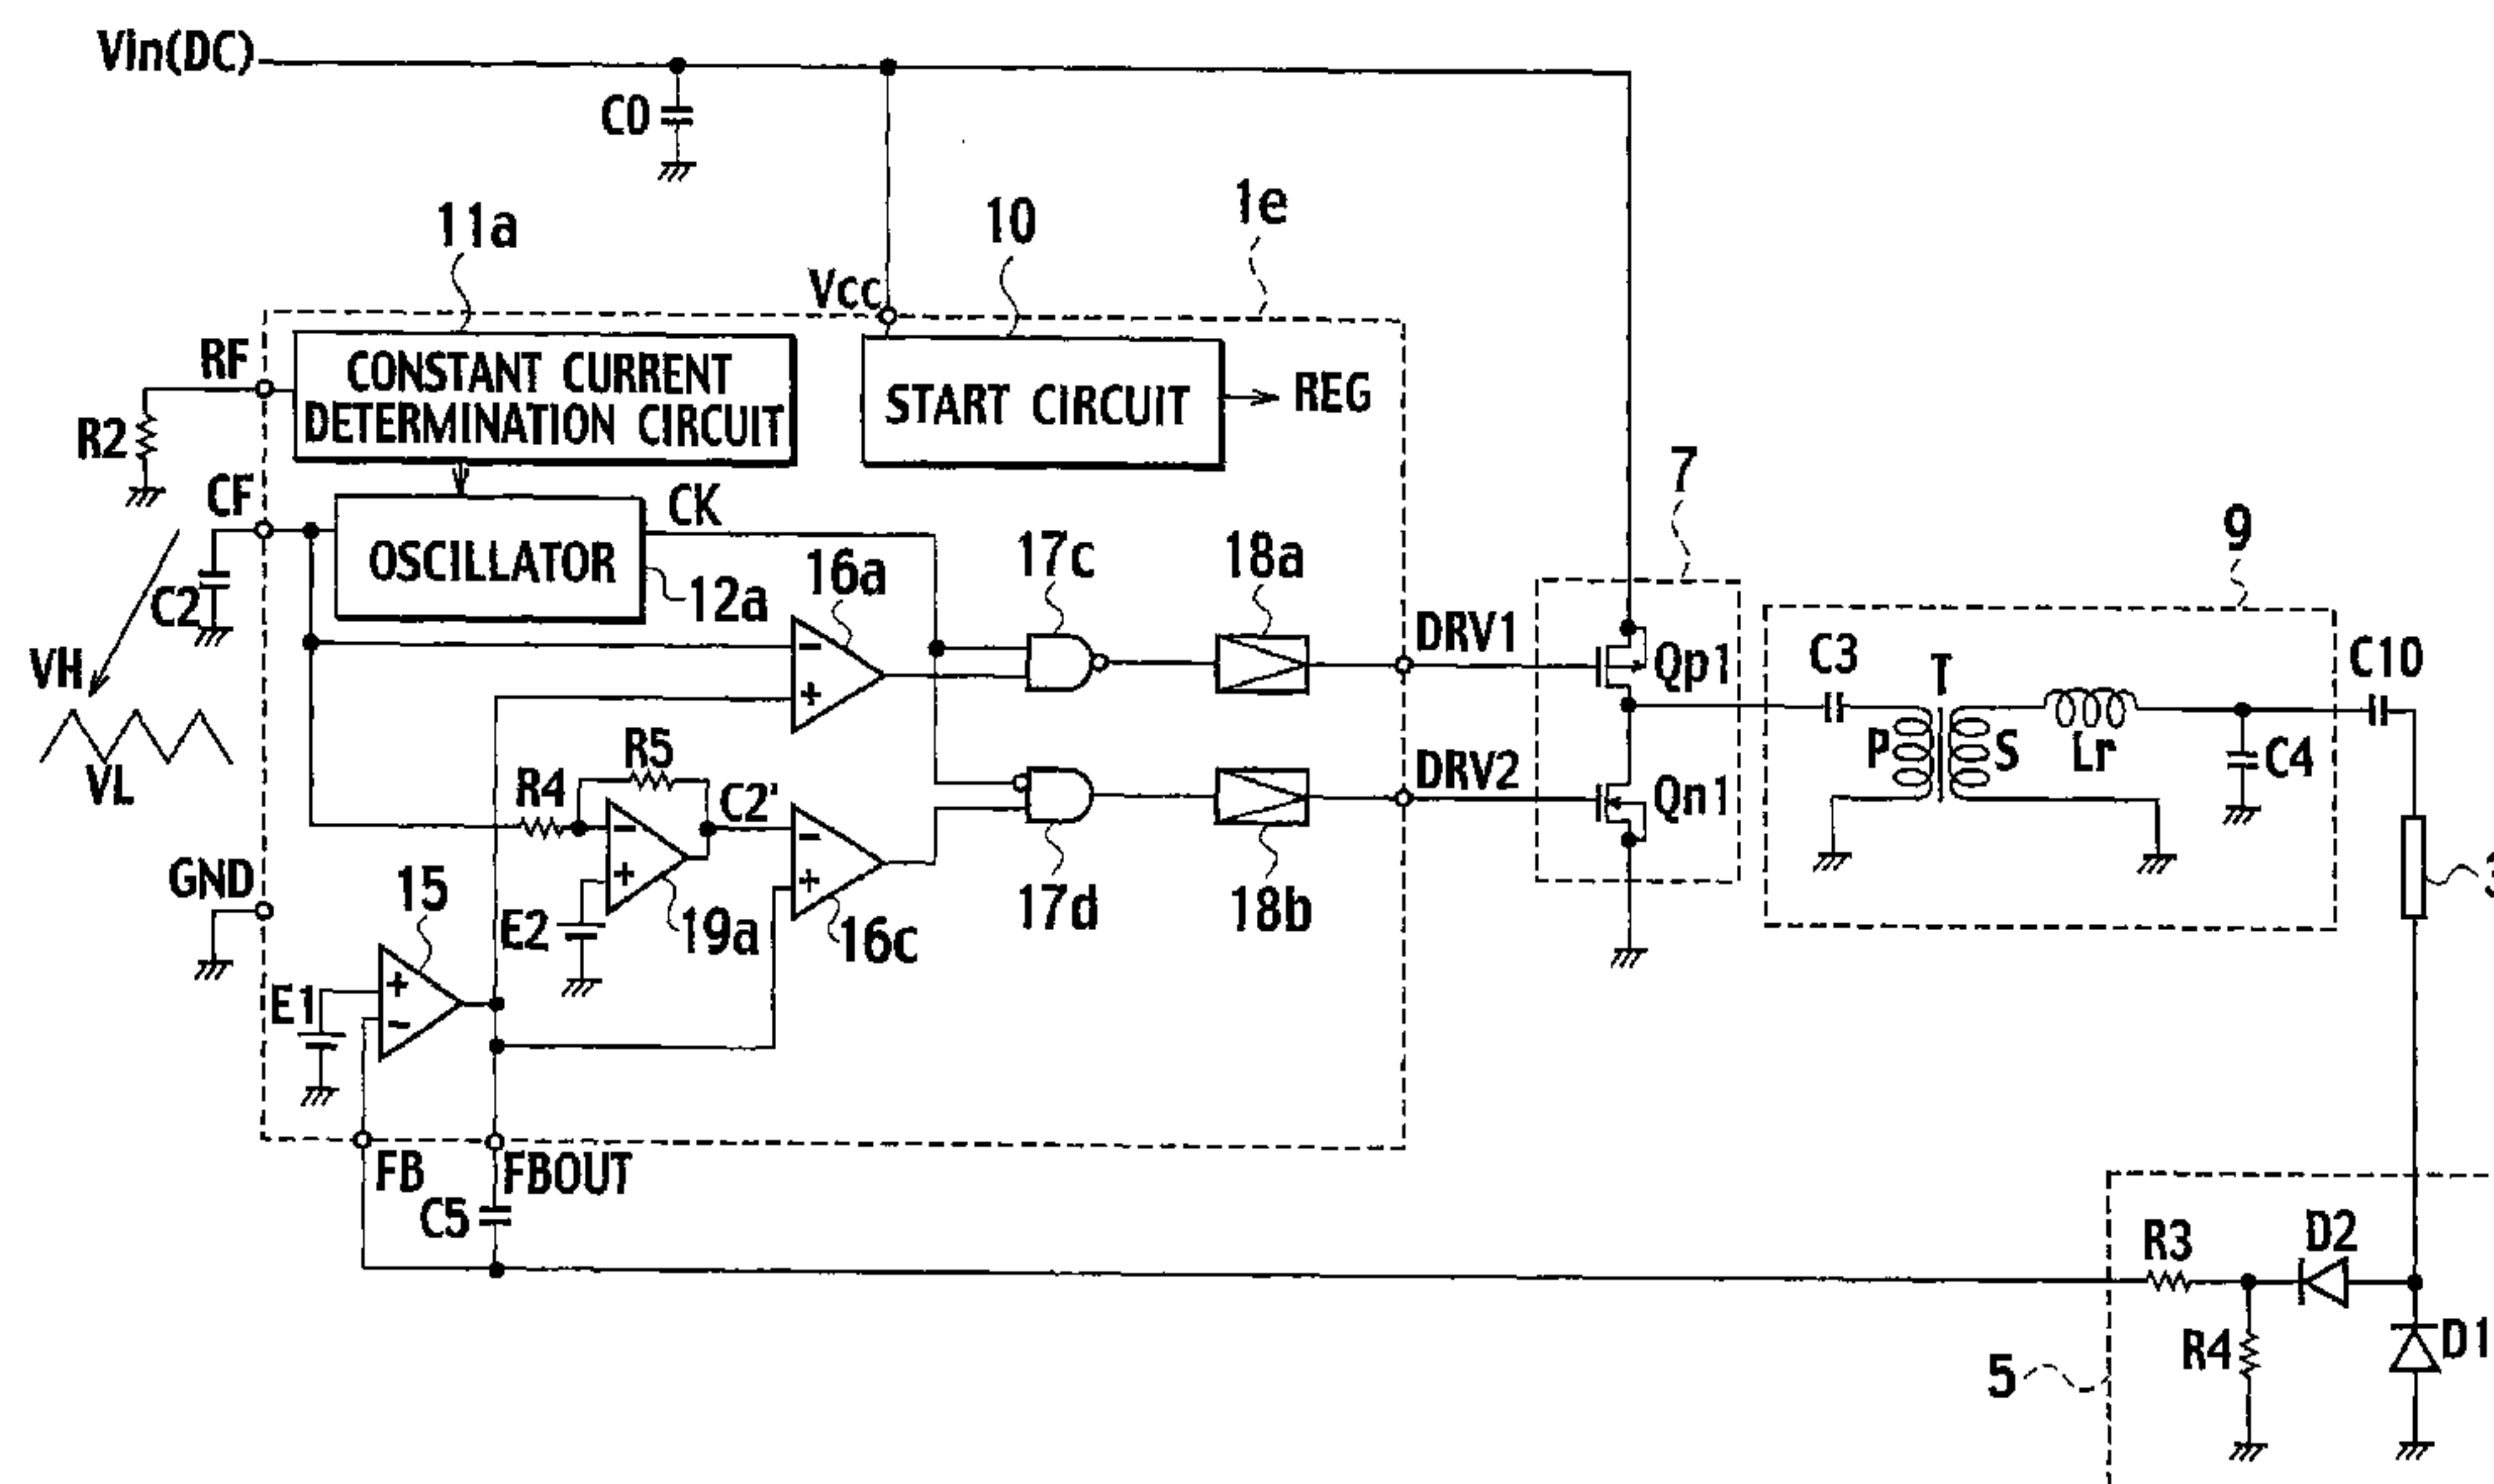 Vin(DC)
C0
11a
10
1e
Vcc
RF
CONSTANT CURRENT
DETERMINATION CIRCUIT
START CIRCUIT
REG
R2
CF
CK
7
9
OSCILLATOR
16a
17c
18a
C2
12a
DRV1
Qp1
C3
T
C10
VH
R5
P
S
Lr
C4
VL
R4
C2'
DRV2
Qn1
GND
15
E2
19a
16c
17d
18b
E1
+
-
-
+
-
+
-
+
FB
FBOUT
C5
R3
D2
R4
D1
5